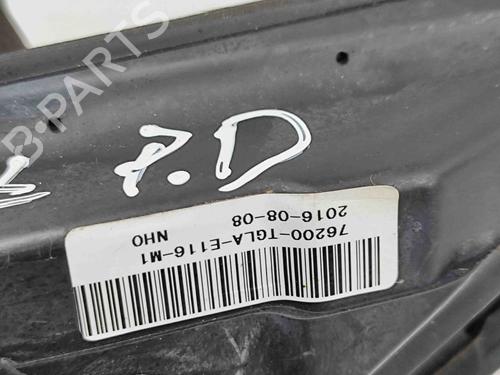 P.D
76200-TGLA-E116-M1
2016-08-08
NHO
B-PARTS